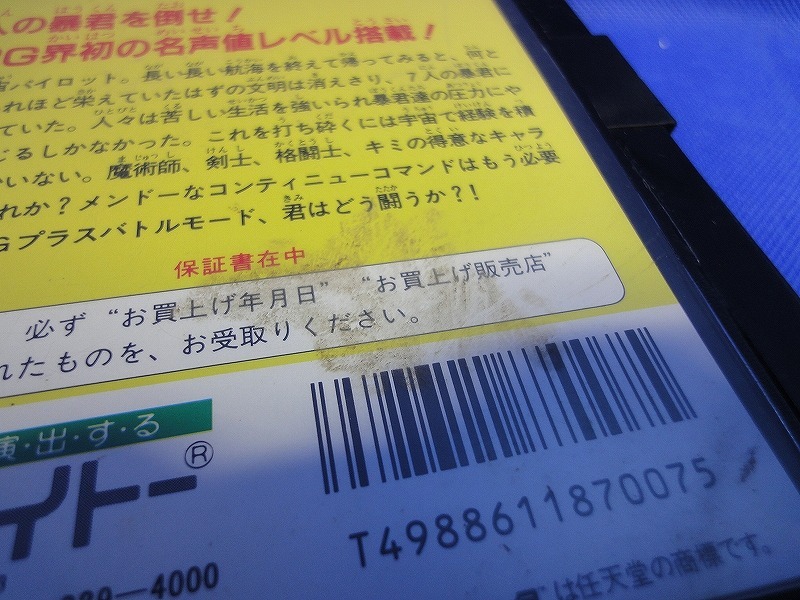 人の暴君を倒せ!
PG界初の名声値レベル搭載!
宙パイロット。長い長い航海を終えて帰ってみると、何と
れほど栄えていたはずの文明は消えさり、7人の暴君に
ていた。人々は苦しい生活を強いられ暴君達の圧力にや
じるしかなかった。これを打ち砕くには宇宙で経験を積
いない。魔術師、剣士、格闘士、キミの得意なキャラ
れか?メンドーなコンティニューコマンドはもう必要
Gプラスバトルモード、君はどう闘うか?!
保証書在中
必ず“お買上げ年月日”“お買上げ販売店”
れたものを、お受取りください。
演・出・す・る
イトー®
-4000
T4988611870075
は任天堂の商標です。